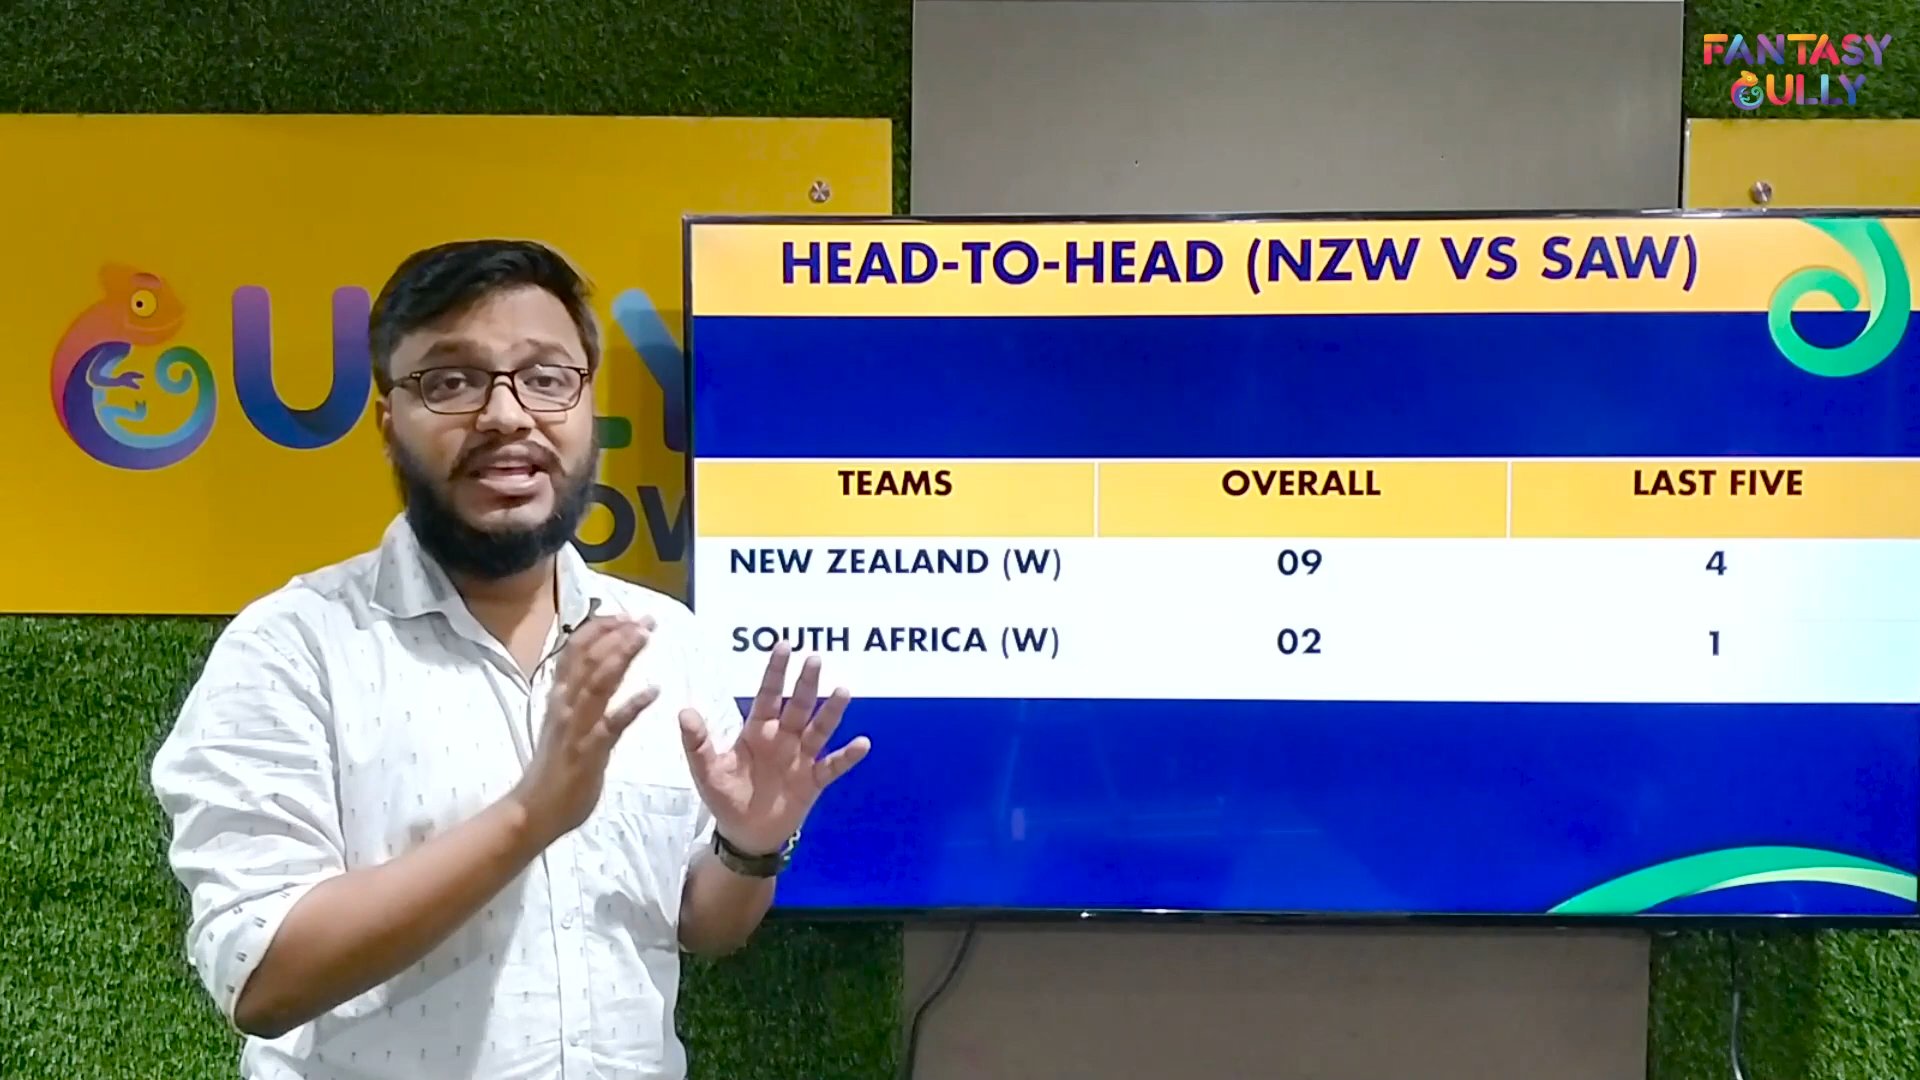 FANTASY
GULLY
HEAD-TO-HEAD (NZW VS SAW)
TEAMS OVERALL LAST FIVE
NEW ZEALAND (W) 09 4
SOUTH AFRICA (W) 02 1